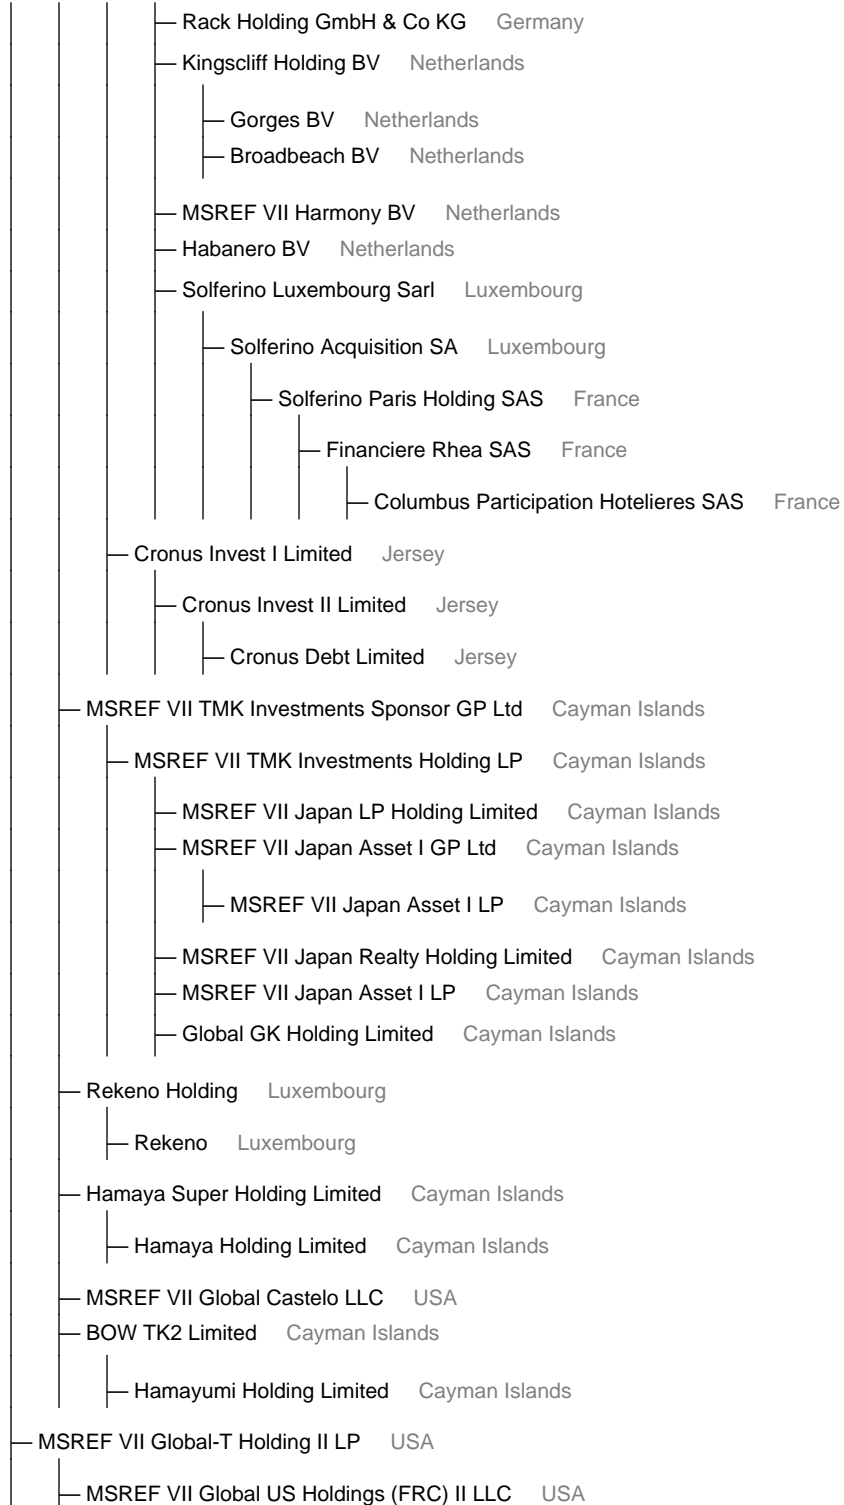 Rack Holding GmbH & Co KG Germany
Kingscliff Holding BV Netherlands
Gorges BV Netherlands
Broadbeach BV Netherlands
MSREF VII Harmony BV Netherlands
Habanero BV Netherlands
Solferino Luxembourg Sarl Luxembourg
Solferino Acquisition SA Luxembourg
Solferino Paris Holding SAS France
Financiere Rhea SAS France
Columbus Participation Hotelieres SAS France
Cronus Invest I Limited Jersey
Cronus Invest II Limited Jersey
Cronus Debt Limited Jersey
MSREF VII TMK Investments Sponsor GP Ltd Cayman Islands
MSREF VII TMK Investments Holding LP Cayman Islands
MSREF VII Japan LP Holding Limited Cayman Islands
MSREF VII Japan Asset I GP Ltd Cayman Islands
MSREF VII Japan Asset I LP Cayman Islands
MSREF VII Japan Realty Holding Limited Cayman Islands
MSREF VII Japan Asset I LP Cayman Islands
Global GK Holding Limited Cayman Islands
Rekeno Holding Luxembourg
Rekeno Luxembourg
Hamaya Super Holding Limited Cayman Islands
Hamaya Holding Limited Cayman Islands
MSREF VII Global Castelo LLC USA
BOW TK2 Limited Cayman Islands
Hamayumi Holding Limited Cayman Islands
MSREF VII Global-T Holding II LP USA
MSREF VII Global US Holdings (FRC) II LLC USA